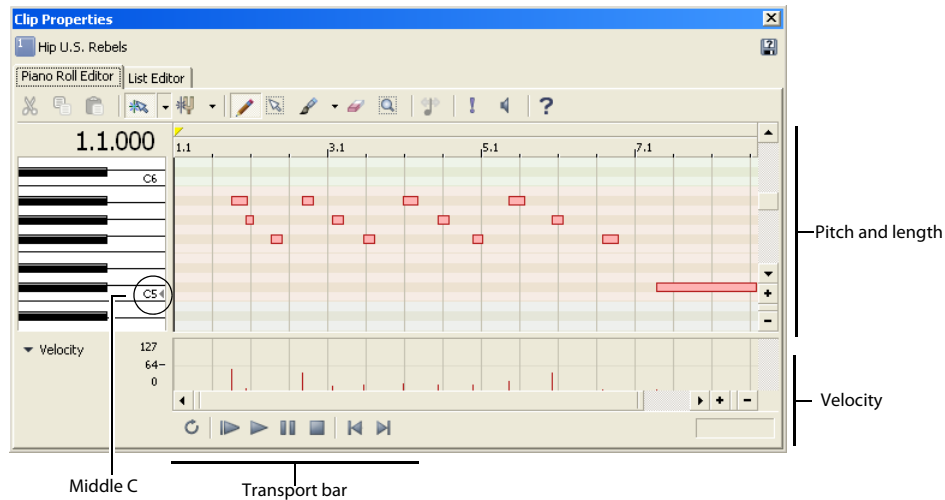 Clip Properties
1 Hip U.S. Rebels
Piano Roll Editor List Editor
1.1.000
1.1 3.1 5.1 7.1
C6
C5
Pitch and length
Velocity
127
64
0
Velocity
Middle C
Transport bar